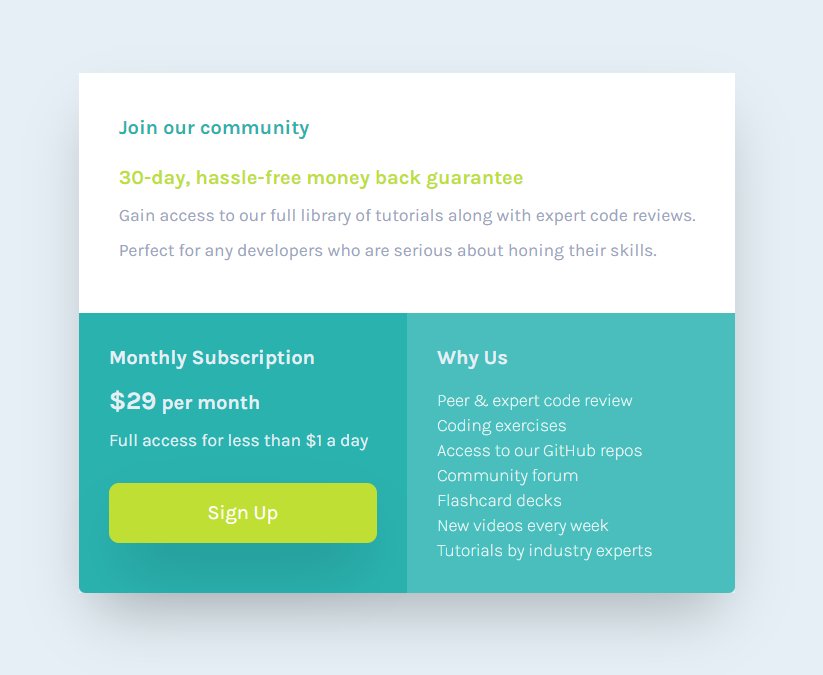 Join our community
30-day, hassle-free money back guarantee
Gain access to our full library of tutorials along with expert code reviews.
Perfect for any developers who are serious about honing their skills.
Monthly Subscription
$29 per month
Full access for less than $1 a day
Sign Up
Why Us
Peer & expert code review
Coding exercises
Access to our GitHub repos
Community forum
Flashcard decks
New videos every week
Tutorials by industry experts